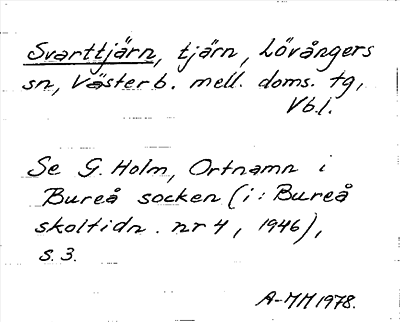 Svarttjärn, tjärn, Lövångers
sn, Västerb. mell. doms. tg,
Vb.l.
Se G. Holm, Ortnamn i
Bureå socken (i: Bureå
skoltidn. nr 4, 1946),
s. 3.
A-MM 1978.